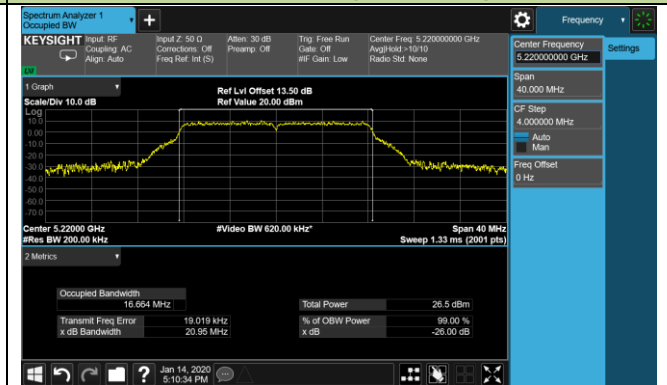 Spectrum Analyzer 1
Occupied BW
+
Frequency
KEYSIGHT
Input: RF
Coupling: AC
Align: Auto
Input Z: 50 Ω
Corrections: Off
Freq Ref: Int (S)
Atten: 30 dB
Preamp: Off
Trig: Free Run
Gate: Off
#IF Gain: Low
Center Freq: 5.220000000 GHz
Avg|Hold:>10/10
Radio Std: None
Center Frequency
5.220000000 GHz
Settings
Span
40.000 MHz
CF Step
4.000000 MHz
Auto
Man
Freq Offset
0 Hz
1 Graph
Scale/Div 10.0 dB
Ref Lvl Offset 13.50 dB
Ref Value 20.00 dBm
Log
10.0
0.00
-10.0
-20.0
-30.0
-40.0
-50.0
-60.0
-70.0
Center 5.22000 GHz
#Video BW 620.00 kHz*
Span 40 MHz
#Res BW 200.00 kHz
Sweep 1.33 ms (2001 pts)
2 Metrics
Occupied Bandwidth
16.664 MHz
Total Power 26.5 dBm
Transmit Freq Error 19.019 kHz
% of OBW Power 99.00 %
x dB Bandwidth 20.95 MHz
x dB -26.00 dB
?
Jan 14, 2020
5:10:34 PM